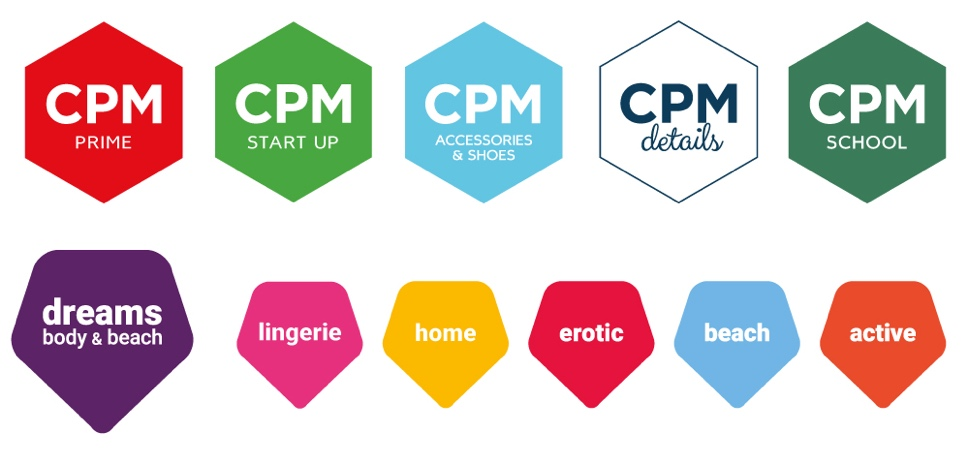 CPM
PRIME
CPM
START UP
CPM
ACCESSORIES
& SHOES
CPM
details
CPM
SCHOOL
dreams
body & beach
lingerie
home
erotic
beach
active